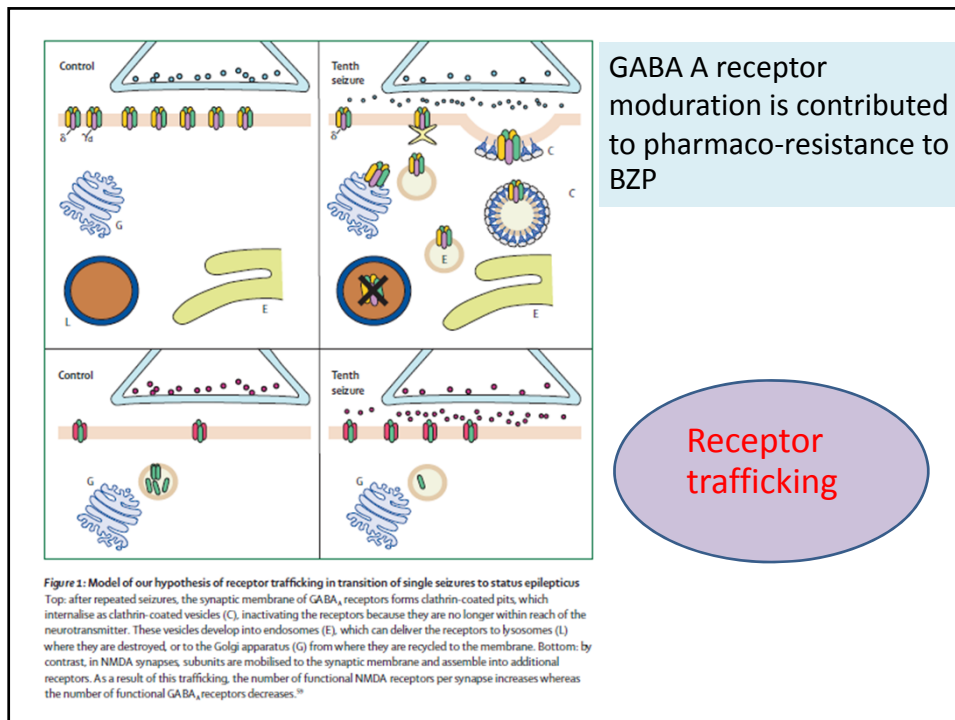 Control
δ
γd
G
L
E
Tenth
seizure
δ
C
C
E
E
Control
G
Tenth
seizure
G
GABA A receptor
moduration is contributed
to pharmaco-resistance to
BZP
Receptor
trafficking
Figure 1: Model of our hypothesis of receptor trafficking in transition of single seizures to status epilepticus
Top: after repeated seizures, the synaptic membrane of GABAA receptors forms clathrin-coated pits, which
internalise as clathrin-coated vesicles (C), inactivating the receptors because they are no longer within reach of the
neurotransmitter. These vesicles develop into endosomes (E), which can deliver the receptors to lysosomes (L)
where they are destroyed, or to the Golgi apparatus (G) from where they are recycled to the membrane. Bottom: by
contrast, in NMDA synapses, subunits are mobilised to the synaptic membrane and assemble into additional
receptors. As a result of this trafficking, the number of functional NMDA receptors per synapse increases whereas
the number of functional GABAA receptors decreases.59